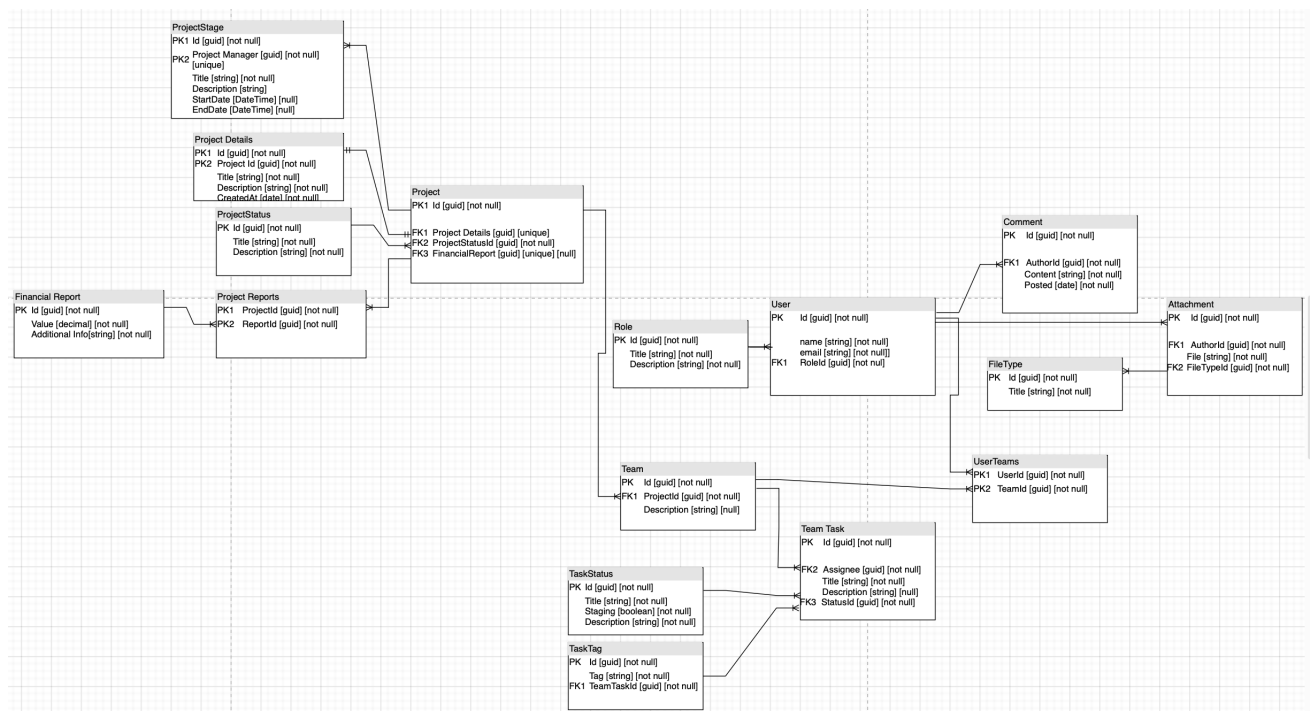 ProjectStage
PK1 Id [guid] [not null]
PK2 Project Manager [guid] [not null]
[unique]
Title [string] [not null]
Description [string]
StartDate [DateTime] [null]
EndDate [DateTime] [null]
Project Details
PK1 Id [guid] [not null]
PK2 Project Id [guid] [not null]
Title [string] [not null]
Description [string] [not null]
CreatedAt [date] [not null]
ProjectStatus
PK Id [guid] [not null]
Title [string] [not null]
Description [string] [not null]
Project
PK1 Id [guid] [not null]
FK1 Project Details [guid] [unique]
FK2 ProjectStatusId [guid] [not null]
FK3 FinancialReport [guid] [unique] [null]
Financial Report
PK Id [guid] [not null]
Value [decimal] [not null]
Additional Info[string] [not null]
Project Reports
PK1 ProjectId [guid] [not null]
PK2 ReportId [guid] [not null]
Role
PK Id [guid] [not null]
Title [string] [not null]
Description [string] [not null]
User
PK Id [guid] [not null]
name [string] [not null]
email [string] [not null]]
FK1 RoleId [guid] [not nul]
Comment
PK Id [guid] [not null]
FK1 AuthorId [guid] [not null]
Content [string] [not null]
Posted [date] [not null]
Attachment
PK Id [guid] [not null]
FK1 AuthorId [guid] [not null]
File [string] [not null]
FK2 FileTypeId [guid] [not null]
FileType
PK Id [guid] [not null]
Title [string] [not null]
UserTeams
PK1 UserId [guid] [not null]
PK2 TeamId [guid] [not null]
Team
PK Id [guid] [not null]
FK1 ProjectId [guid] [not null]
Description [string] [null]
Team Task
PK Id [guid] [not null]
FK2 Assignee [guid] [not null]
Title [string] [not null]
Description [string] [null]
FK3 StatusId [guid] [not null]
TaskStatus
PK Id [guid] [not null]
Title [string] [not null]
Staging [boolean] [not null]
Description [string] [not null]
TaskTag
PK Id [guid] [not null]
Tag [string] [not null]
FK1 TeamTaskId [guid] [not null]